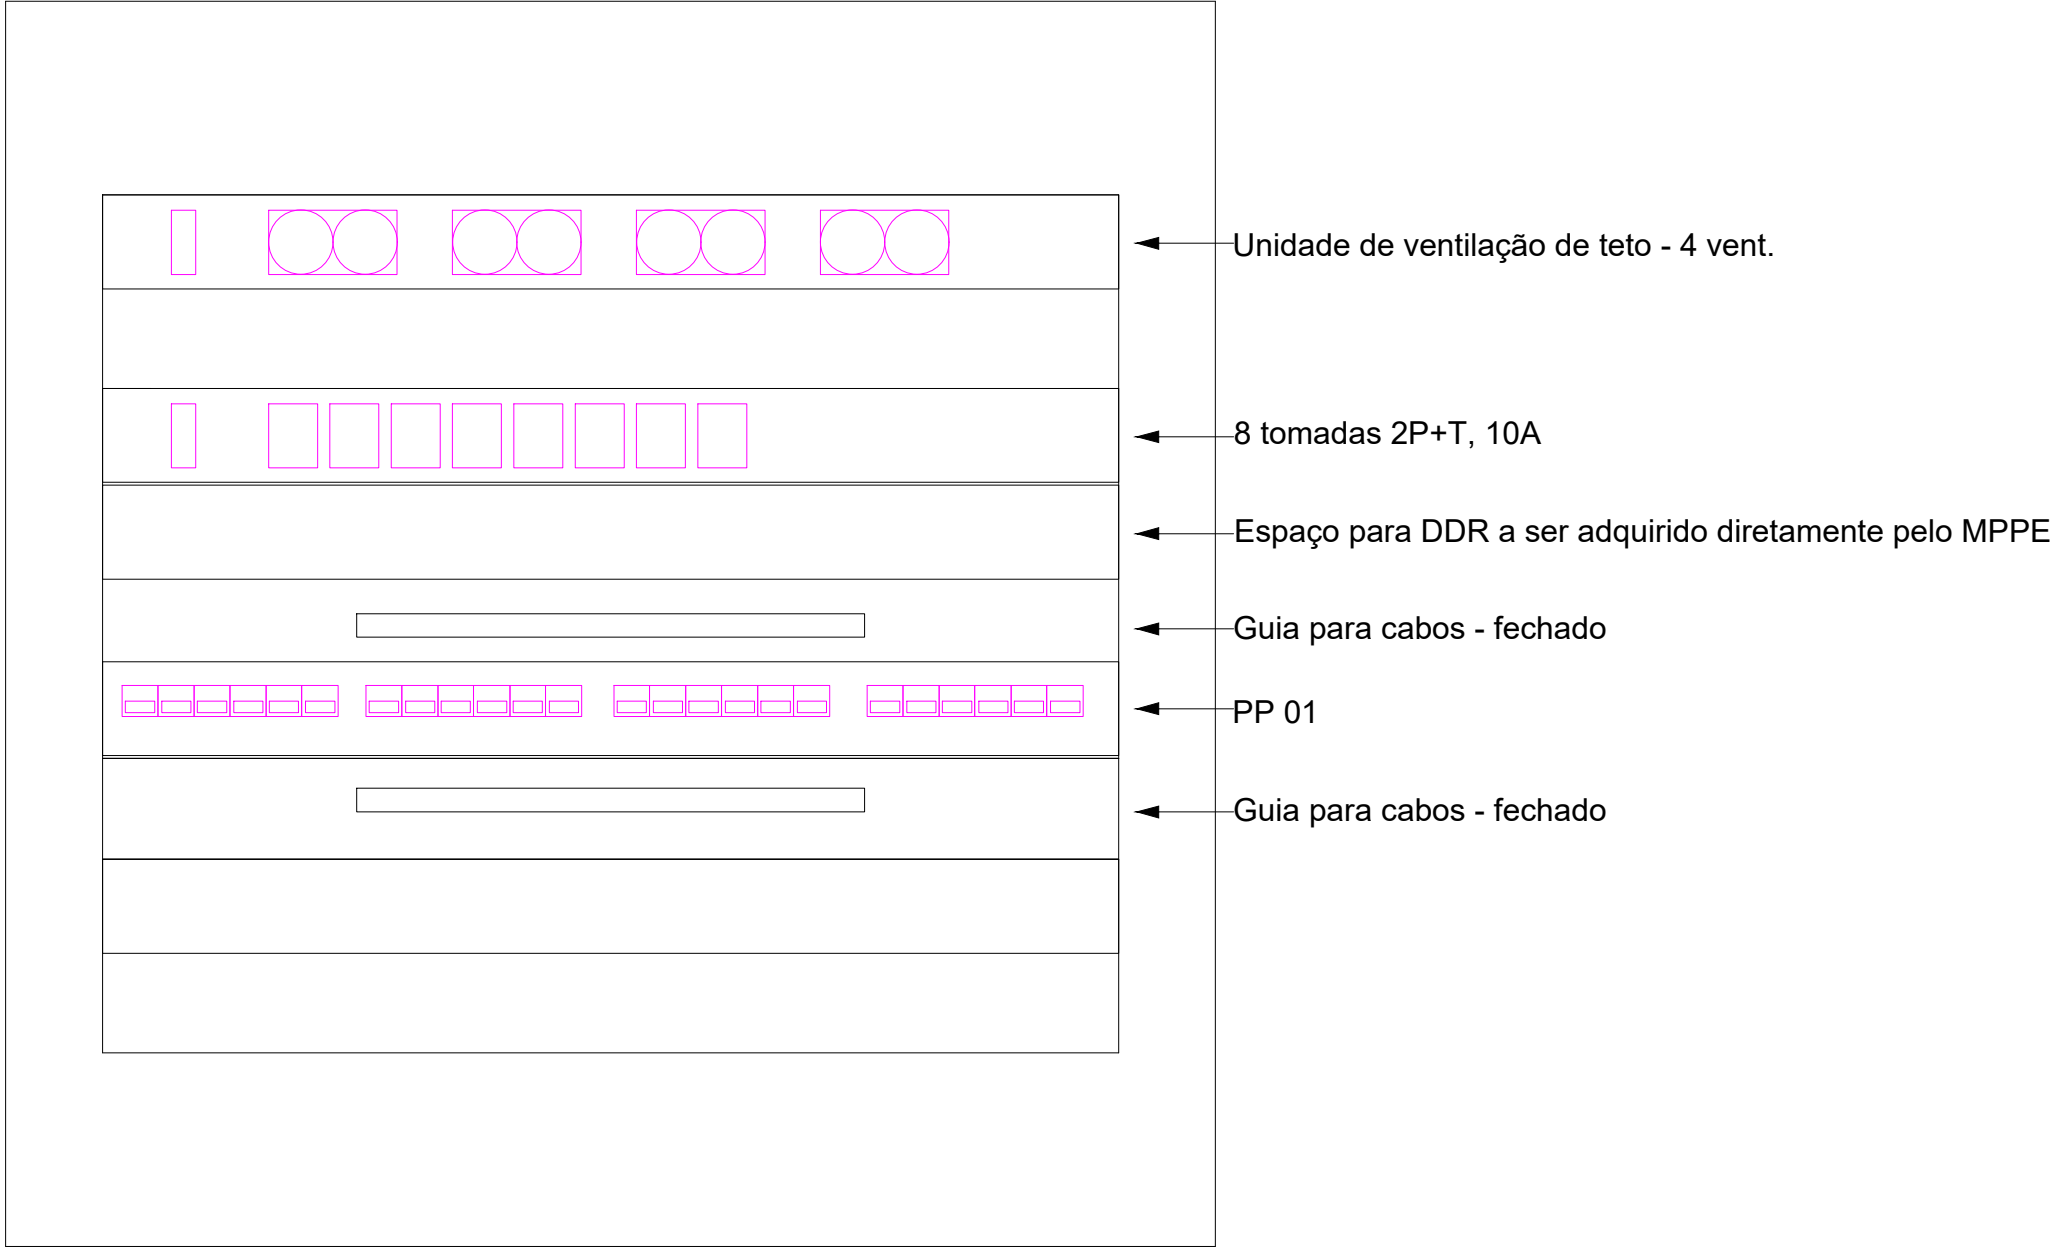 Unidade de ventilação de teto - 4 vent.
8 tomadas 2P+T, 10A
Espaço para DDR a ser adquirido diretamente pelo MPPE
Guia para cabos - fechado
PP 01
Guia para cabos - fechado